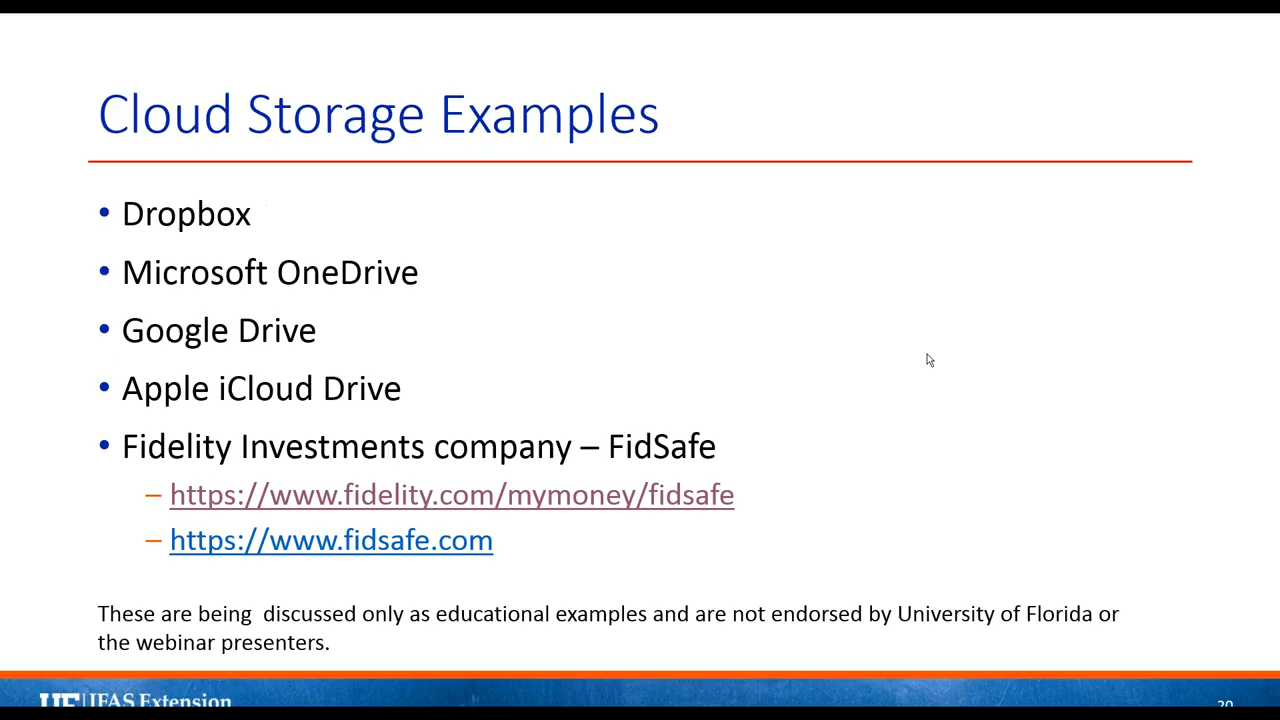 Cloud Storage Examples
• Dropbox
• Microsoft OneDrive
• Google Drive
• Apple iCloud Drive
• Fidelity Investments company – FidSafe
– https://www.fidelity.com/mymoney/fidsafe
– https://www.fidsafe.com
These are being  discussed only as educational examples and are not endorsed by University of Florida or
the webinar presenters.
UF | IFAS Extension
20